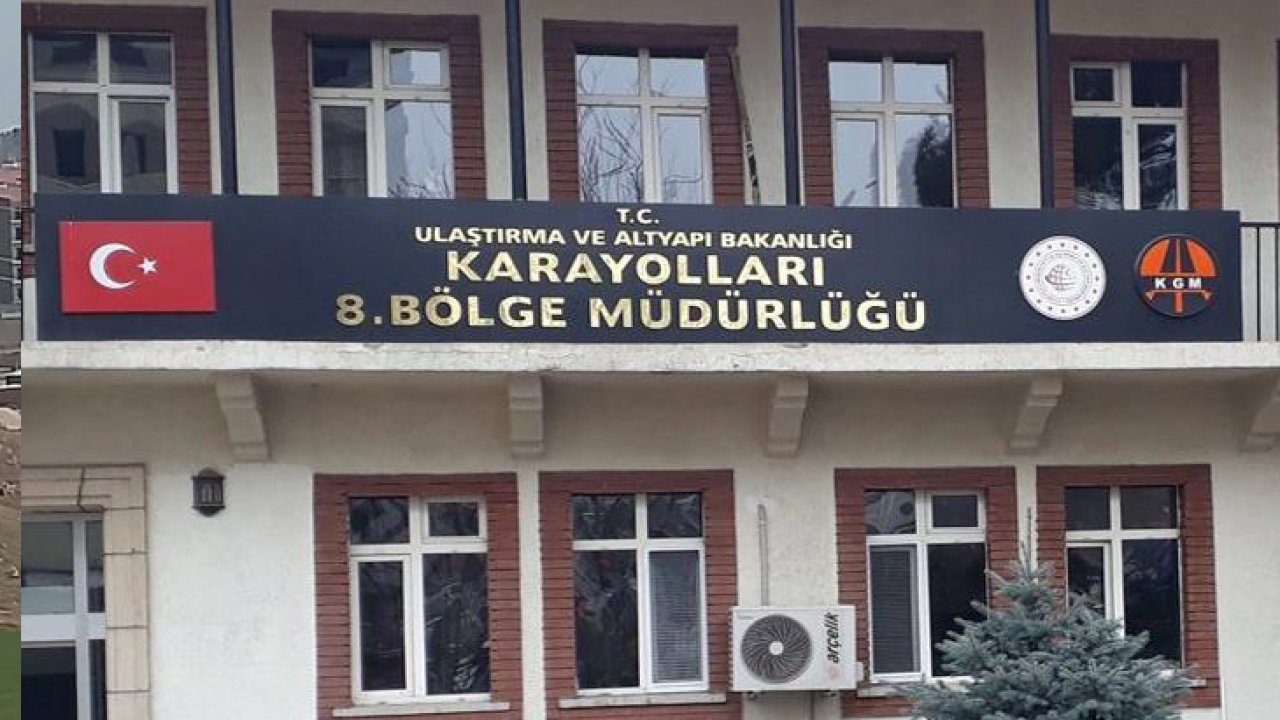 T.C.
ULAŞTIRMA VE ALTYAPI BAKANLIĞI
KARAYOLLARI
8.BÖLGE MÜDÜRLÜĞÜ
KGM
arçelik